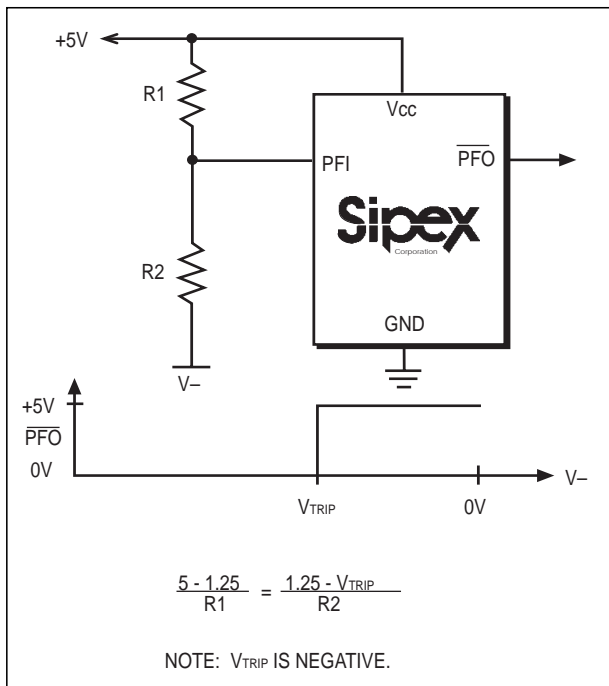 +5V
R1
Vcc
PFI
PFO
Sipex
Corporation
R2
GND
V–
+5V
PFO
0V
VTRIP
0V
V–
5 - 1.25
R1
=
1.25 - VTRIP
R2
NOTE: VTRIP IS NEGATIVE.